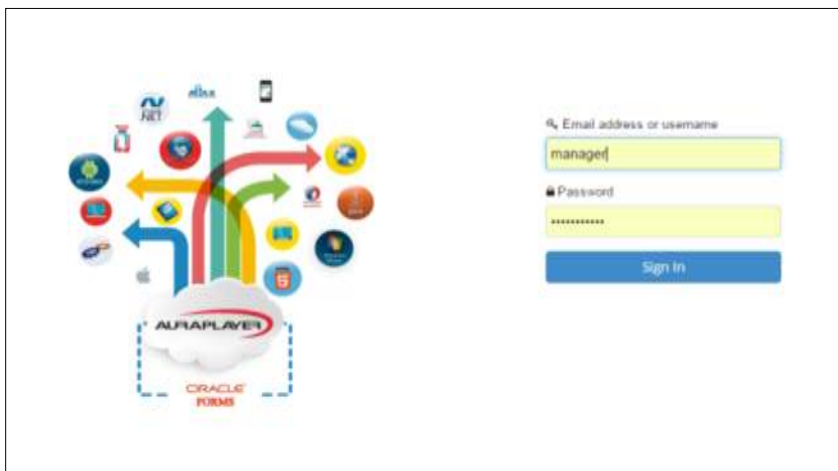 .NET
Email address or username
manager
Password
•••••••••••
Sign In
AURAPLAYER
ORACLE
FORMS